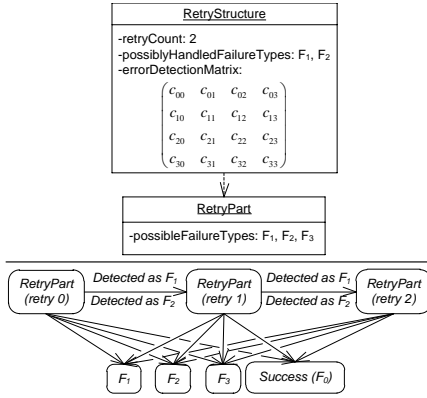 RetryStructure
-retryCount: 2
-possiblyHandledFailureTypes: F₁, F₂
-errorDetectionMatrix:
c₀₀ c₀₁ c₀₂ c₀₃
c₁₀ c₁₁ c₁₂ c₁₃
c₂₀ c₂₁ c₂₂ c₂₃
c₃₀ c₃₁ c₃₂ c₃₃
RetryPart
-possibleFailureTypes: F₁, F₂, F₃
RetryPart
(retry 0)
Detected as F₁
Detected as F₂
RetryPart
(retry 1)
Detected as F₁
Detected as F₂
RetryPart
(retry 2)
F₁
F₂
F₃
Success (F₀)